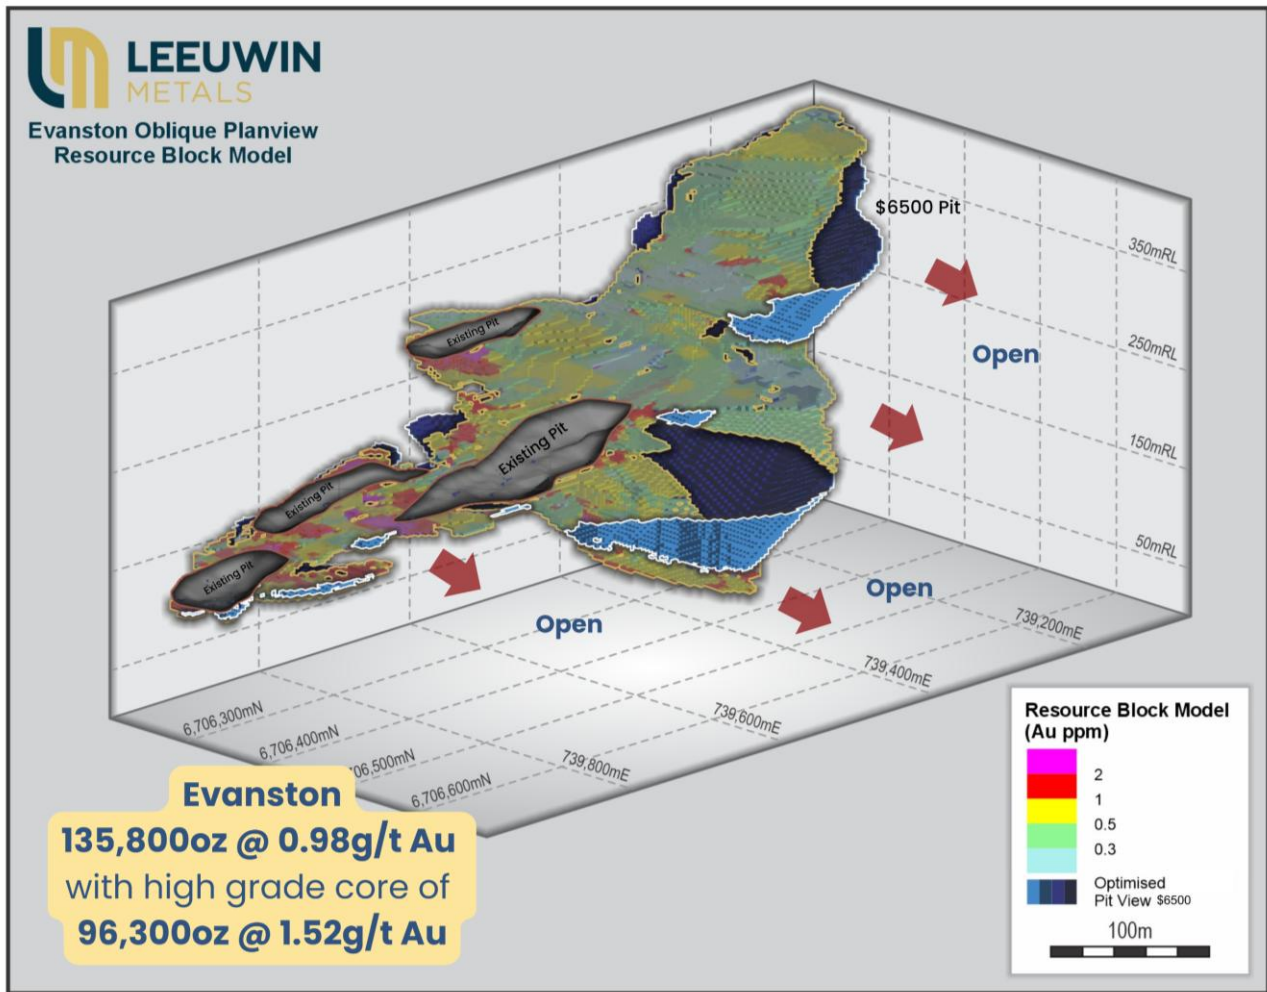 LEEUWIN
METALS
Evanston Oblique Planview
Resource Block Model
$6500 Pit
350mRL
Existing Pit
250mRL
Open
Existing Pit
150mRL
Existing Pit
50mRL
Existing Pit
Open
Open
739,200mE
739,400mE
6,706,300mN
739,600mE
6,706,400mN
706,500mN
739,800mE
6,706,600mN
Evanston
135,800oz @ 0.98g/t Au
with high grade core of
96,300oz @ 1.52g/t Au
Resource Block Model
(Au ppm)
2
1
0.5
0.3
Optimised
Pit View $6500
100m